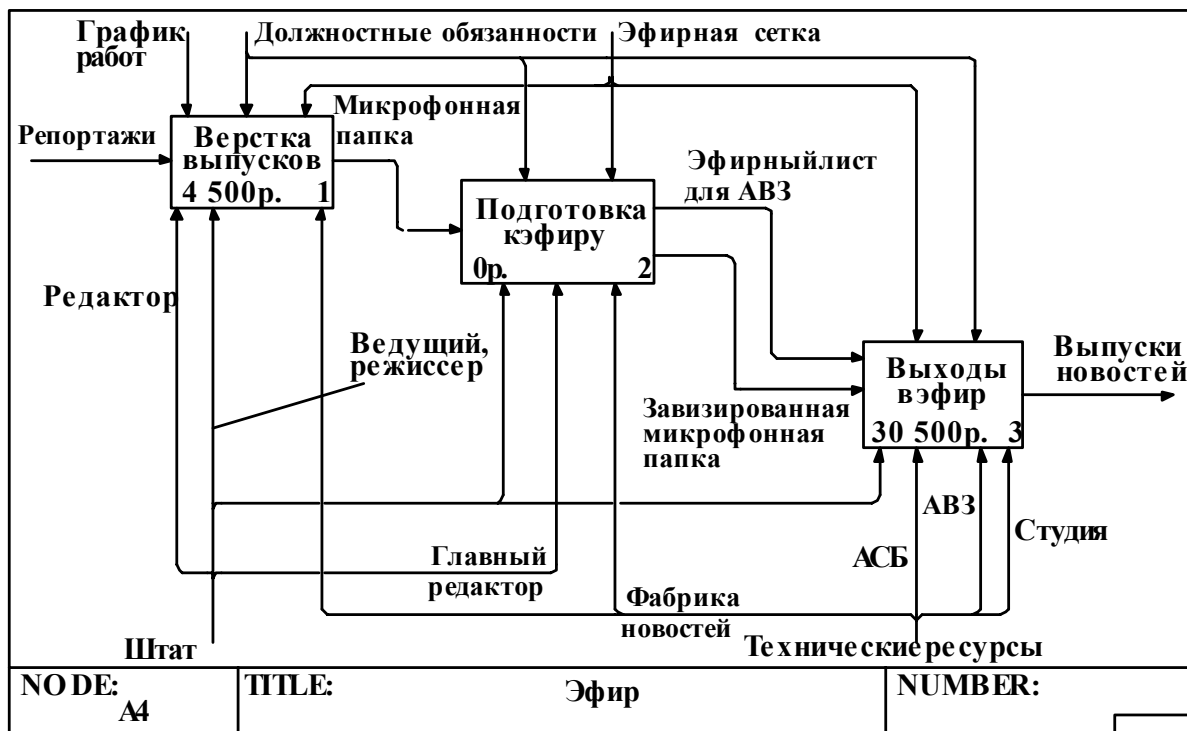 График
работ
Должностные обязанности
Эфирная сетка
Микрофонная
папка
Репортажи
Верстка
выпусков
4 500р. 1
Эфирныйлист
для АВЗ
Подготовка
кэфиру
0р. 2
Редактор
Ведущий,
режиссер
Выпуски
новостей
Выходы
вэфир
30 500р. 3
Завизированная
микрофонная
папка
АВЗ
Студия
АСБ
Главный
редактор
Фабрика
новостей
Штат
Технические ресурсы
NODE: TITLE: Эфир NUMBER:
A4